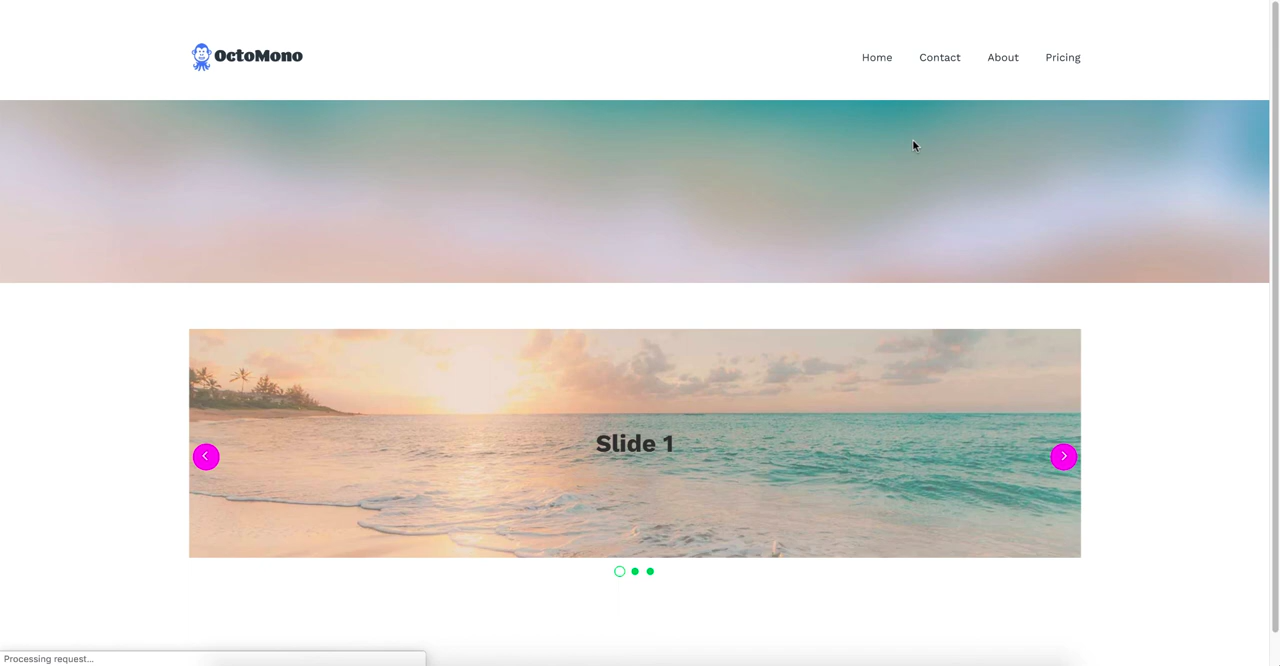 OctoMono
Home Contact About Pricing
Slide 1
Processing request...